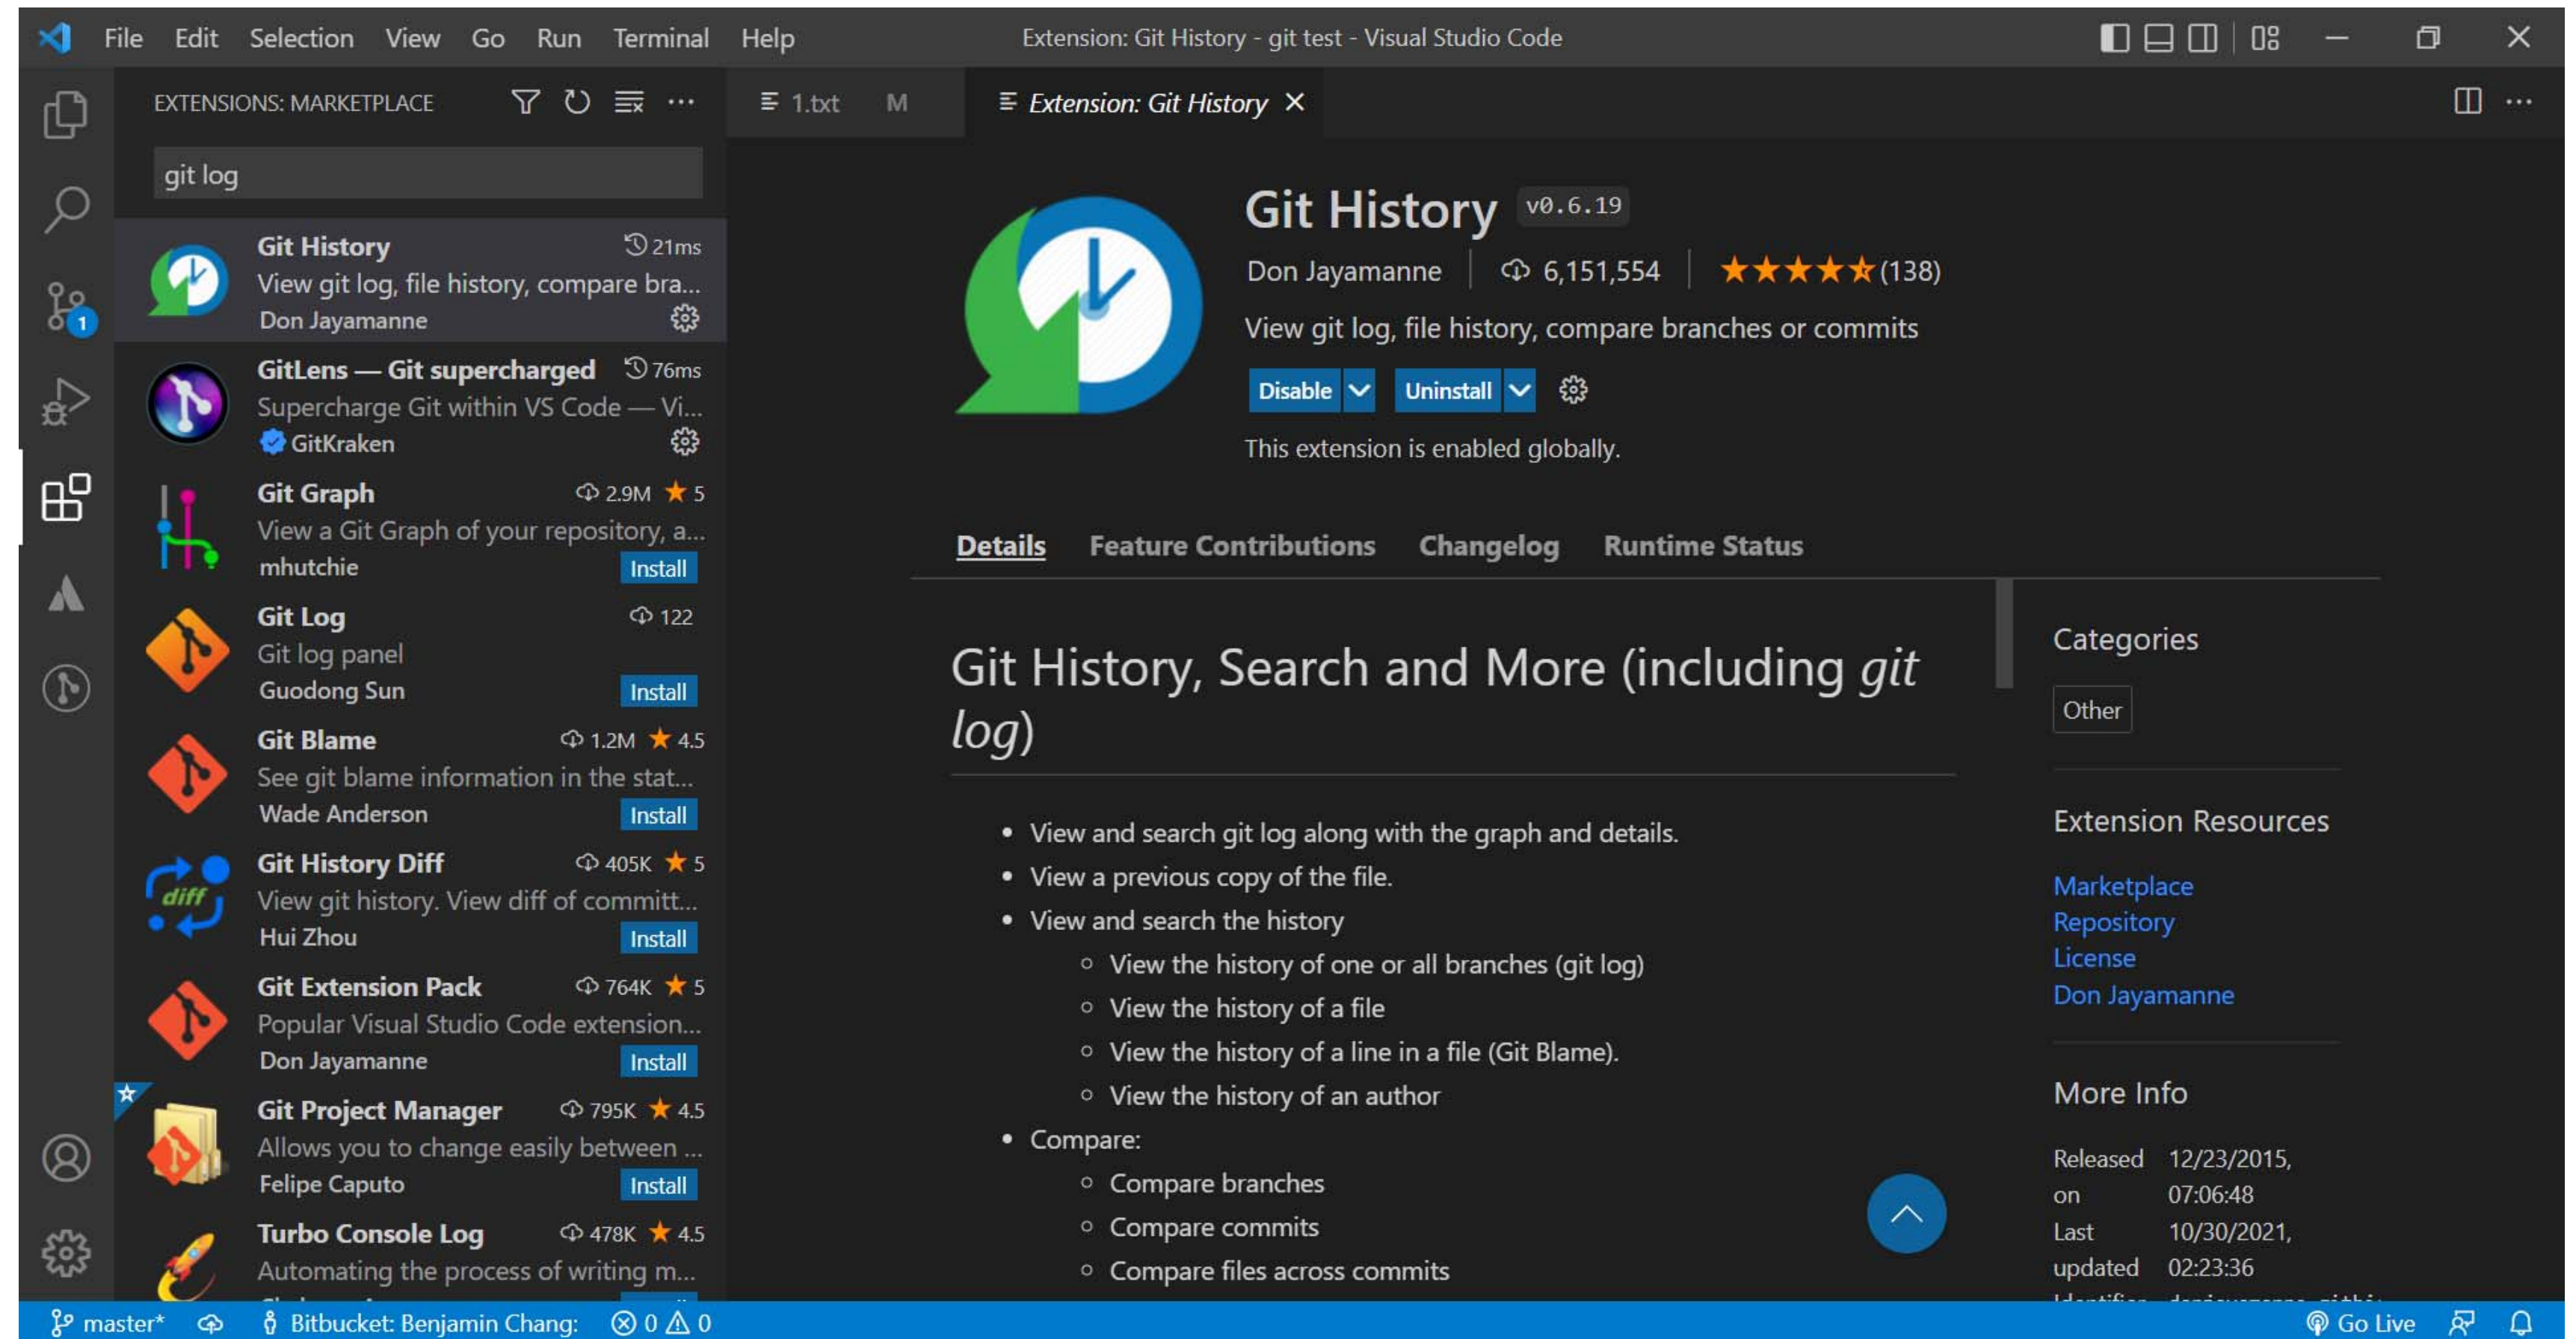 File Edit Selection View Go Run Terminal Help
Extension: Git History - git test - Visual Studio Code
EXTENSIONS: MARKETPLACE
git log
Git History 21ms
View git log, file history, compare bra...
Don Jayamanne
GitLens — Git supercharged 76ms
Supercharge Git within VS Code — Vi...
GitKraken
Git Graph 2.9M 5
View a Git Graph of your repository, a...
mhutchie Install
Git Log 122
Git log panel
Guodong Sun Install
Git Blame 1.2M 4.5
See git blame information in the stat...
Wade Anderson Install
diff
Git History Diff 405K 5
View git history. View diff of committ...
Hui Zhou Install
Git Extension Pack 764K 5
Popular Visual Studio Code extension...
Don Jayamanne Install
Git Project Manager 795K 4.5
Allows you to change easily between ...
Felipe Caputo Install
Turbo Console Log 478K 4.5
Automating the process of writing m...
1
1.txt M
Extension: Git History
Git History v0.6.19
Don Jayamanne 6,151,554 (138)
View git log, file history, compare branches or commits
Disable Uninstall
This extension is enabled globally.
Details Feature Contributions Changelog Runtime Status
Git History, Search and More (including git
log)
• View and search git log along with the graph and details.
• View a previous copy of the file.
• View and search the history
○ View the history of one or all branches (git log)
○ View the history of a file
○ View the history of a line in a file (Git Blame).
○ View the history of an author
• Compare:
○ Compare branches
○ Compare commits
○ Compare files across commits
Categories
Other
Extension Resources
Marketplace
Repository
License
Don Jayamanne
More Info
Released 12/23/2015,
on 07:06:48
Last 10/30/2021,
updated 02:23:36
master* Bitbucket: Benjamin Chang: 0 0 Go Live